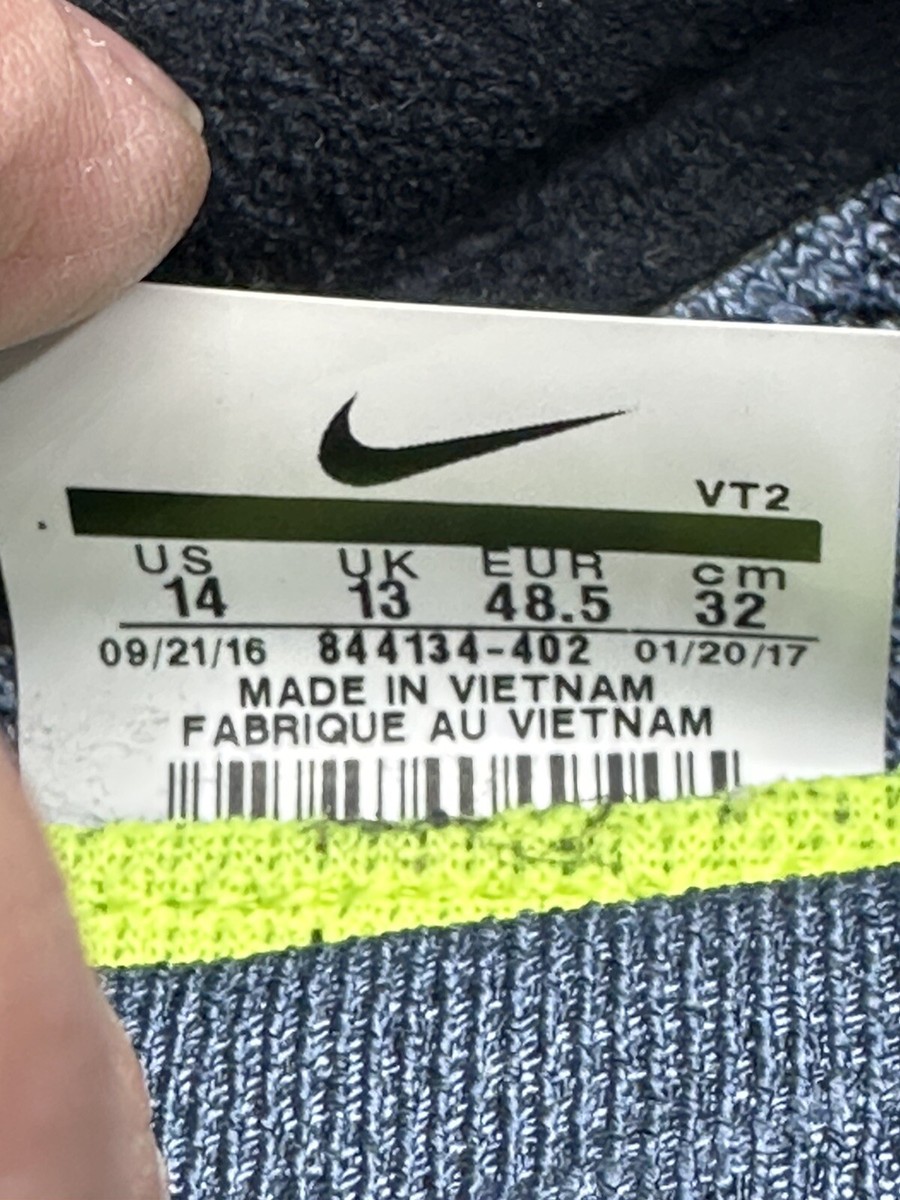 VT2
US UK EUR cm
14 13 48.5 32
09/21/16 844134-402 01/20/17
MADE IN VIETNAM
FABRIQUE AU VIETNAM